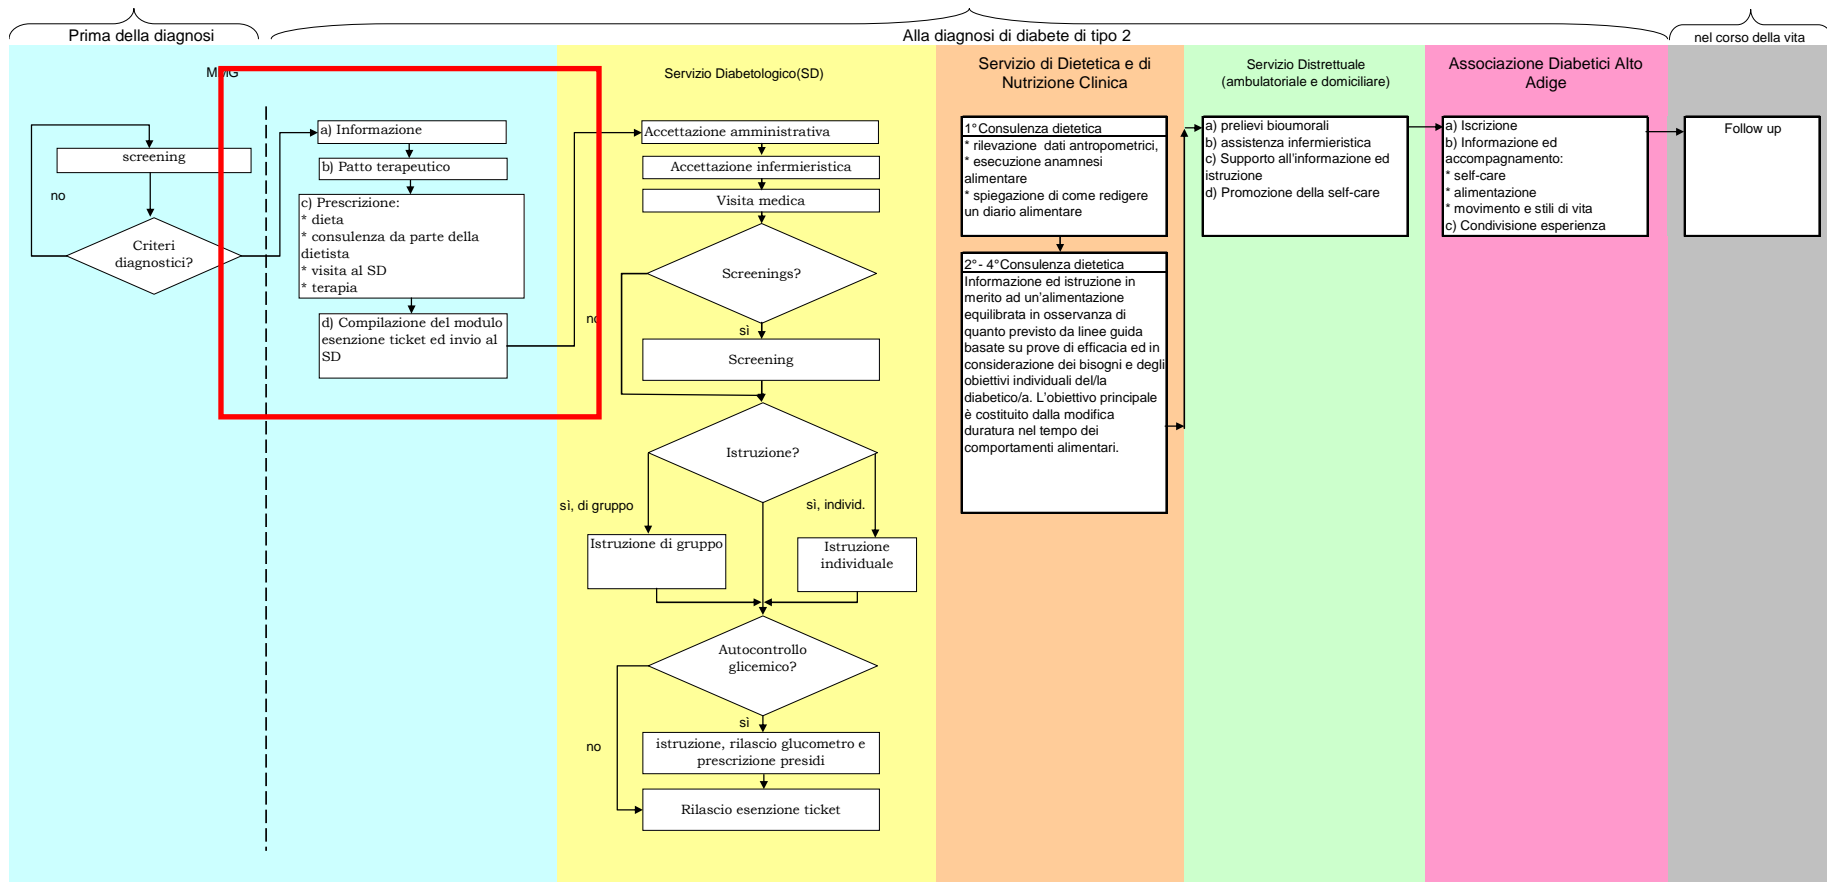 Prima della diagnosi
Alla diagnosi di diabete di tipo 2
nel corso della vita
MMG
Servizio Diabetologico(SD)
Servizio di Dietetica e di
Nutrizione Clinica
Servizio Distrettuale
(ambulatoriale e domiciliare)
Associazione Diabetici Alto
Adige
screening
no
Criteri
diagnostici?
a) Informazione
b) Patto terapeutico
c) Prescrizione:
* dieta
* consulenza da parte della
dietista
* visita al SD
* terapia
d) Compilazione del modulo
esenzione ticket ed invio al
SD
Accettazione amministrativa
Accettazione infermieristica
Visita medica
Screenings?
no
sì
Screening
Istruzione?
sì, di gruppo
sì, individ.
Istruzione di gruppo
Istruzione
individuale
Autocontrollo
glicemico?
sì
no
istruzione, rilascio glucometro e
prescrizione presidi
Rilascio esenzione ticket
1°Consulenza dietetica
* rilevazione dati antropometrici,
* esecuzione anamnesi
alimentare
* spiegazione di come redigere
un diario alimentare
2°- 4°Consulenza dietetica
Informazione ed istruzione in
merito ad un'alimentazione
equilibrata in osservanza di
quanto previsto da linee guida
basate su prove di efficacia ed in
considerazione dei bisogni e degli
obiettivi individuali del/la
diabetico/a. L'obiettivo principale
è costituito dalla modifica
duratura nel tempo dei
comportamenti alimentari.
a) prelievi bioumorali
b) assistenza infermieristica
c) Supporto all'informazione ed
istruzione
d) Promozione della self-care
a) Iscrizione
b) Informazione ed
accompagnamento:
* self-care
* alimentazione
* movimento e stili di vita
c) Condivisione esperienza
Follow up